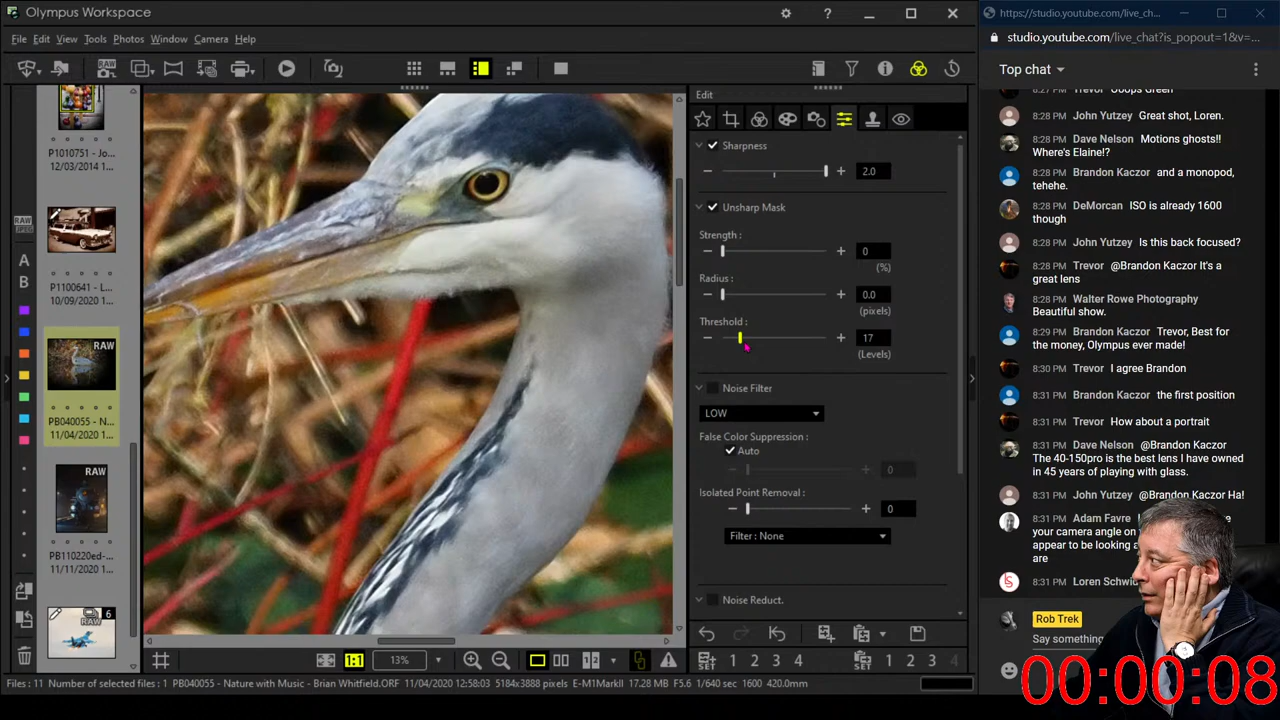 Olympus Workspace
File Edit View Tools Photos Window Camera Help
P1010751 - Jo...
12/03/2014 1...
RAW
JPEG
A
B
P1100641 - L...
10/09/2020 1...
RAW
PB040055 - N...
11/04/2020 1...
RAW
PB110220ed-...
11/11/2020 1...
6
RAW
Edit
Sharpness
2.0
Unsharp Mask
Strength :
0
(%)
Radius :
0.0
(pixels)
Threshold :
17
(Levels)
Noise Filter
LOW
False Color Suppression :
Auto
0
Isolated Point Removal :
0
Filter : None
Noise Reduct.
1:1
13%
1 2 3 4
1 2 3 4
Files : 11 Number of selected files : 1 PB040055 - Nature with Music - Brian Whitfield.ORF 11/04/2020 12:58:03 5184x3888 pixels E-M1MarkII 17.28 MB F5.6 1/640 sec 1600 420.0mm
https://studio.youtube.com/live_chat?is_popout=1&v=...
studio.youtube.com/live_chat?is_popout=1&v=...
Top chat
8:27 PM Trevor Ooops Green
8:28 PM John Yutzey Great shot, Loren.
8:28 PM Dave Nelson Motions ghosts!!
Where's Elaine!?
8:28 PM Brandon Kaczor and a monopod,
tehehe.
8:28 PM DeMorcan ISO is already 1600
though
8:28 PM John Yutzey Is this back focused?
8:28 PM Trevor @Brandon Kaczor It's a
great lens
8:28 PM Walter Rowe Photography
Beautiful show.
8:29 PM Brandon Kaczor Trevor, Best for
the money, Olympus ever made!
8:30 PM Trevor I agree Brandon
8:31 PM Brandon Kaczor the first position
8:31 PM Trevor How about a portrait
8:31 PM Dave Nelson @Brandon Kaczor
The 40-150pro is the best lens I have owned
in 45 years of playing with glass.
8:31 PM John Yutzey @Brandon Kaczor Ha!
8:31 PM Adam Favre
your camera angle on
appear to be looking
are
8:31 PM Loren
Rob Trek
Say something
00:00:08